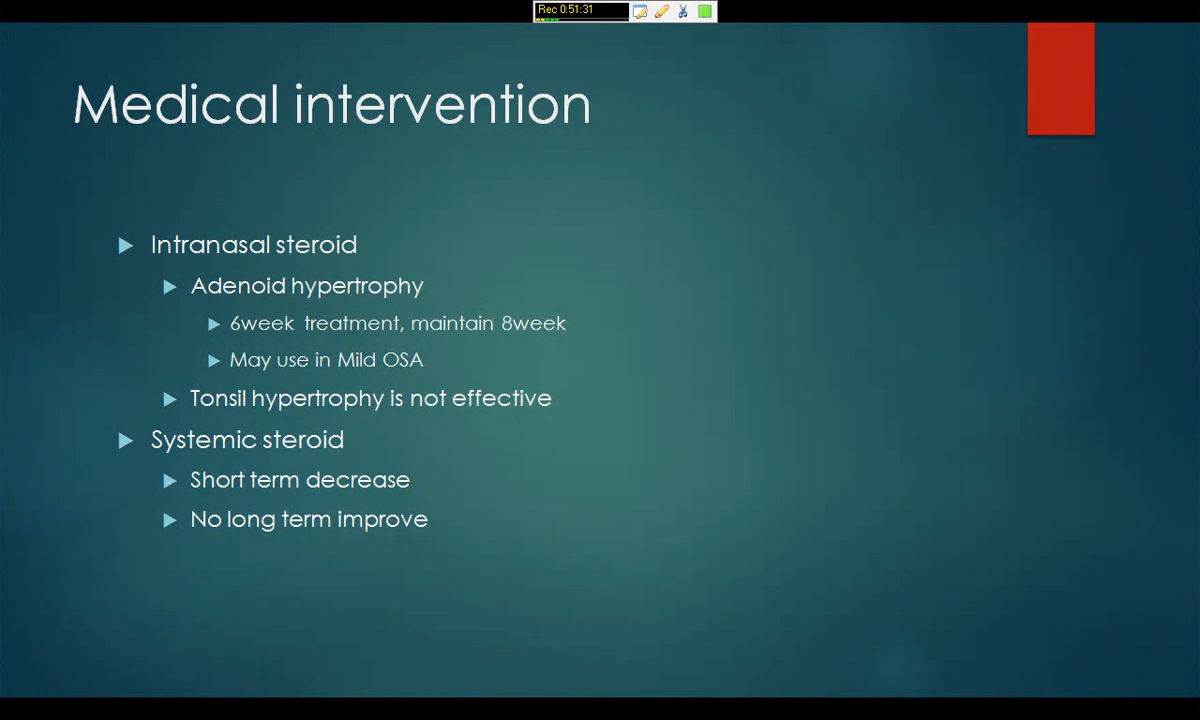 Rec 0:51:31
Medical intervention
Intranasal steroid
Adenoid hypertrophy
6week treatment, maintain 8week
May use in Mild OSA
Tonsil hypertrophy is not effective
Systemic steroid
Short term decrease
No long term improve